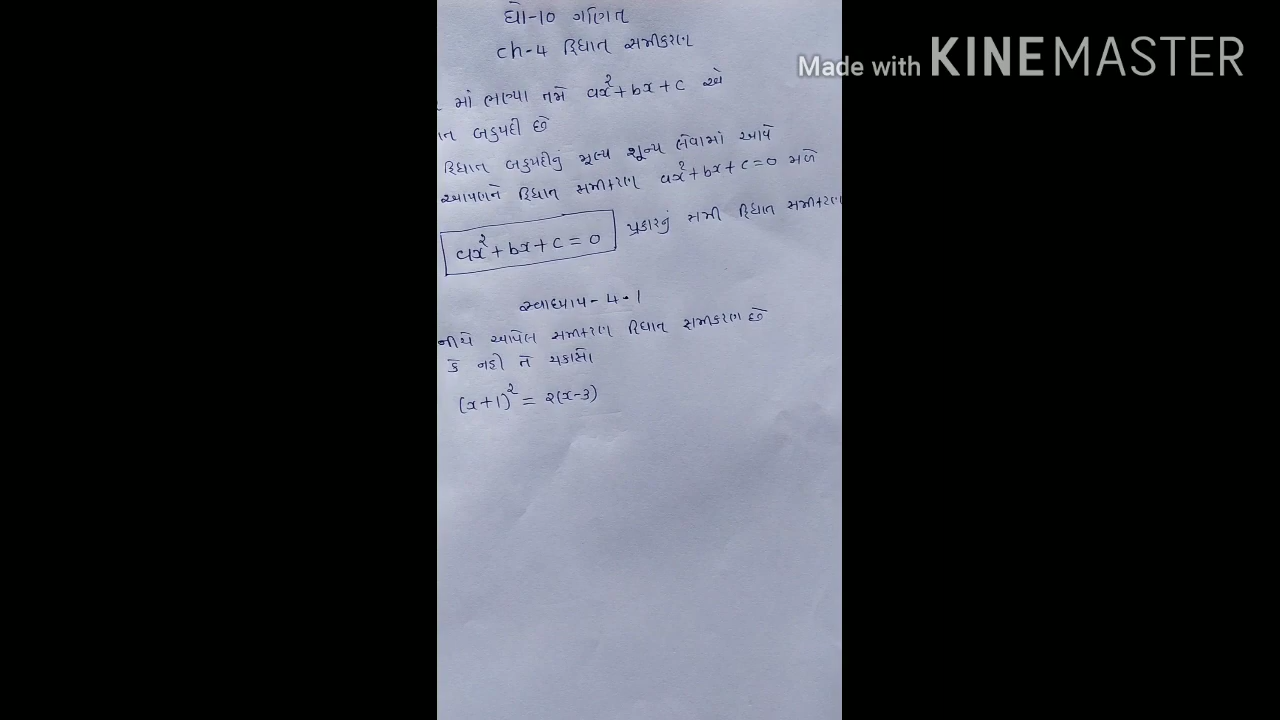 ધો-10 ગણિત
Made with KINEMASTER
ch-4 દ્વિઘાત સમીકરણ
માં ભણ્યા તમે ax²+bx+c એ
ત બહુપદી છે
દ્વિઘાત બહુપદીનું મૂલ્ય શૂન્ય લેવામાં આવે
આપણને દ્વિઘાત સમીકરણ ax²+bx+c=0 મળે
ax²+bx+c=0 પ્રકારનું સમી દ્વિઘાત સમીકરણ
સ્વાધ્યાય-4.1
નીચે આપેલ સમીકરણ દ્વિઘાત સમીકરણ છે
કે નહી તે ચકાસો
(x+1)²=2(x-3)